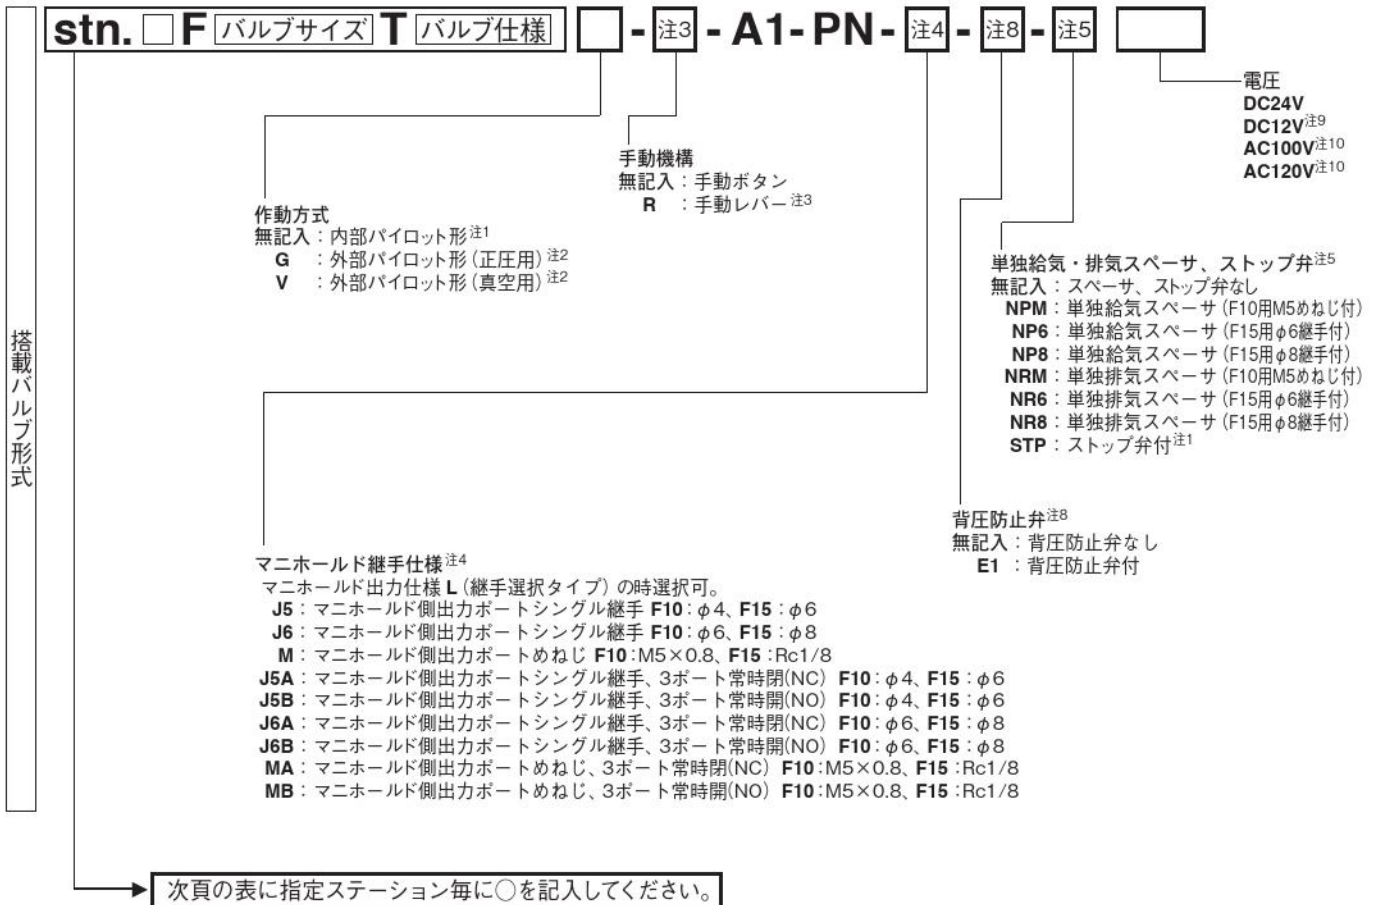 搭載バルブ形式
stn. □ F バルブサイズ T バルブ仕様 □ - 注3 - A1 - PN - 注4 - 注8 - 注5
電圧
DC24V
DC12V注9
AC100V注10
AC120V注10
手動機構
無記入：手動ボタン
R ：手動レバー注3
作動方式
無記入：内部パイロット形注1
G ：外部パイロット形（正圧用）注2
V ：外部パイロット形（真空用）注2
単独給気・排気スペーサ、ストップ弁注5
無記入：スペーサ、ストップ弁なし
NPM：単独給気スペーサ（F10用M5めねじ付）
NP6：単独給気スペーサ（F15用φ6継手付）
NP8：単独給気スペーサ（F15用φ8継手付）
NRM：単独排気スペーサ（F10用M5めねじ付）
NR6：単独排気スペーサ（F15用φ6継手付）
NR8：単独排気スペーサ（F15用φ8継手付）
STP：ストップ弁付注1
背圧防止弁注8
無記入：背圧防止弁なし
E1 ：背圧防止弁付
マニホールド継手仕様注4
マニホールド出力仕様 L（継手選択タイプ）の時選択可。
J5：マニホールド側出力ポートシングル継手 F10：φ4、F15：φ6
J6：マニホールド側出力ポートシングル継手 F10：φ6、F15：φ8
M：マニホールド側出力ポートめねじ F10：M5×0.8、F15：Rc1/8
J5A：マニホールド側出力ポートシングル継手、3ポート常時閉(NC) F10：φ4、F15：φ6
J5B：マニホールド側出力ポートシングル継手、3ポート常時開(NO) F10：φ4、F15：φ6
J6A：マニホールド側出力ポートシングル継手、3ポート常時閉(NC) F10：φ6、F15：φ8
J6B：マニホールド側出力ポートシングル継手、3ポート常時開(NO) F10：φ6、F15：φ8
MA：マニホールド側出力ポートめねじ、3ポート常時閉(NC) F10：M5×0.8、F15：Rc1/8
MB：マニホールド側出力ポートめねじ、3ポート常時開(NO) F10：M5×0.8、F15：Rc1/8
次頁の表に指定ステーション毎に○を記入してください。